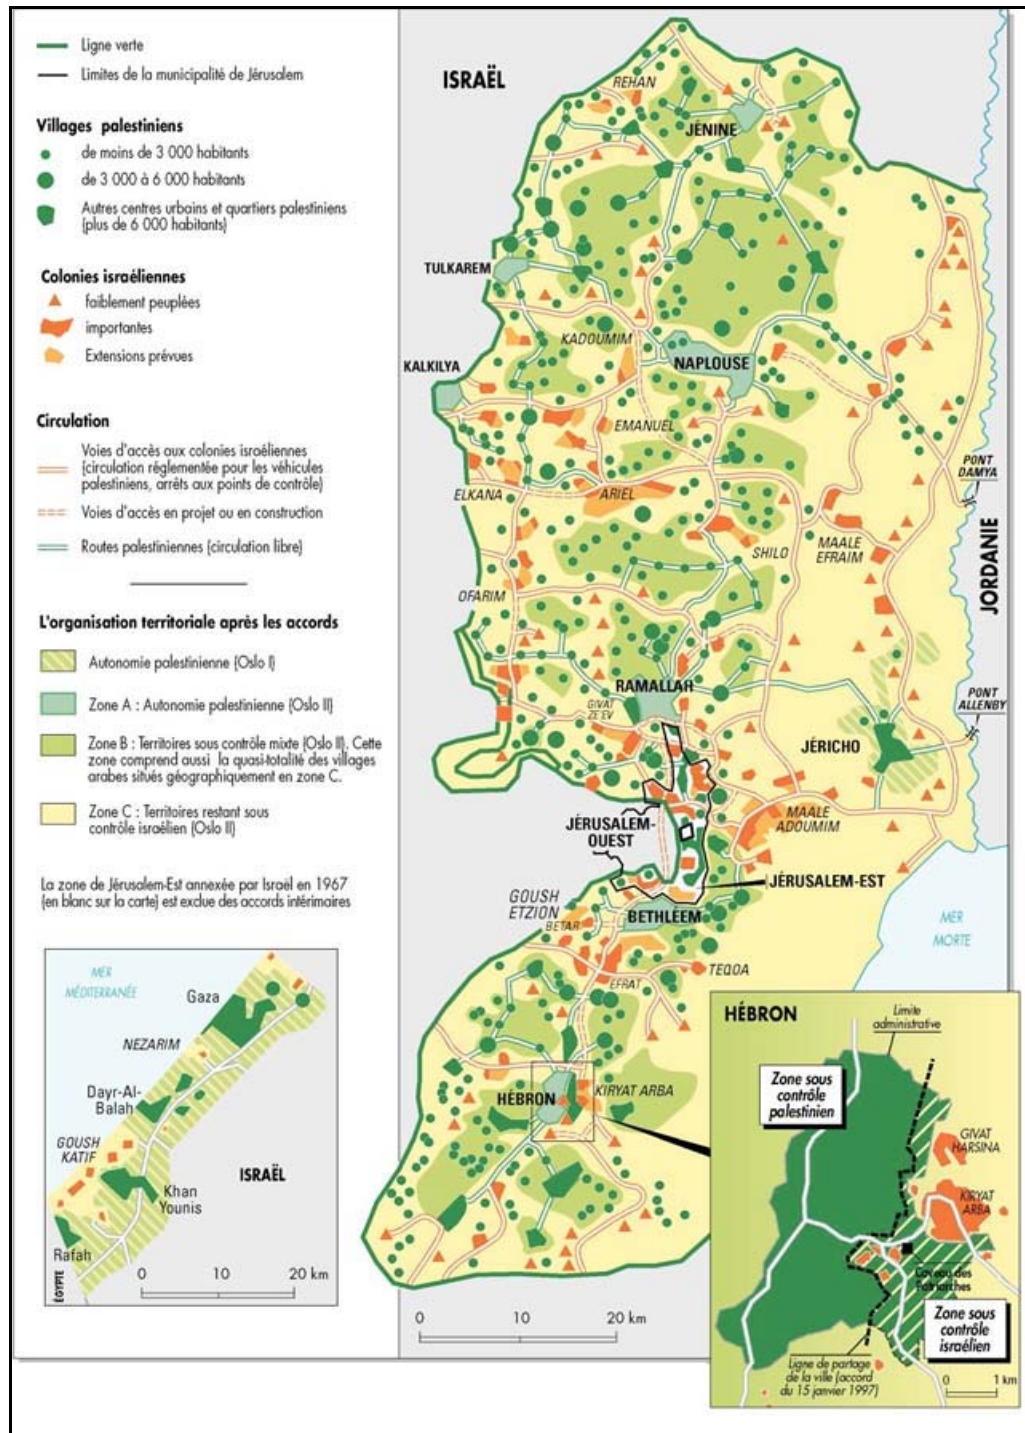 Ligne verte
Limites de la municipalité de Jérusalem
Villages palestiniens
de moins de 3 000 habitants
de 3 000 à 6 000 habitants
Autres centres urbains et quartiers palestiniens
(plus de 6 000 habitants)
Colonies israéliennes
faiblement peuplées
importantes
Extensions prévues
Circulation
Voies d'accès aux colonies israéliennes
(circulation réglementée pour les véhicules
palestiniens, arrêts aux points de contrôle)
Voies d'accès en projet ou en construction
Routes palestiniennes (circulation libre)
L'organisation territoriale après les accords
Autonomie palestinienne (Oslo I)
Zone A : Autonomie palestinienne (Oslo II)
Zone B : Territoires sous contrôle mixte (Oslo II). Cette
zone comprend aussi la quasi-totalité des villages
arabes situés géographiquement en zone C.
Zone C : Territoires restant sous
contrôle israélien (Oslo II)
La zone de Jérusalem-Est annexée par Israël en 1967
(en blanc sur la carte) est exclue des accords intérimaires
MER
MÉDITERRANÉE
Gaza
NEZARIM
Dayr-Al-
Balah
GOUSH
KATIF
ISRAËL
Khan
Younis
Rafah
ÉGYPTE
0 10 20 km
ISRAËL
REHAN
JÉNINE
TULKAREM
KADOUMIM
NAPLOUSE
KALKILYA
EMANUEL
PONT
DAMYA
ELKANA
ARIEL
SHILO
MAALE
EFRAIM
JORDANIE
OFARIM
RAMALLAH
GIVAT
ZE'EV
PONT
ALLENBY
JÉRICHO
JÉRUSALEM-
OUEST
MAALE
ADOUMIM
JÉRUSALEM-EST
GOUSH
ETZION
BETAR
BETHLÉEM
MER
MORTE
TEQOA
EFRAT
HÉBRON
KIRYAT ARBA
0 10 20 km
HÉBRON
Limite
administrative
Zone sous
contrôle
palestinien
GIVAT
HARSINA
KIRYAT
ARBA
Caveau des
Patriarches
Zone sous
contrôle
israélien
Ligne de partage
de la ville (accord
du 15 janvier 1997)
0 1 km